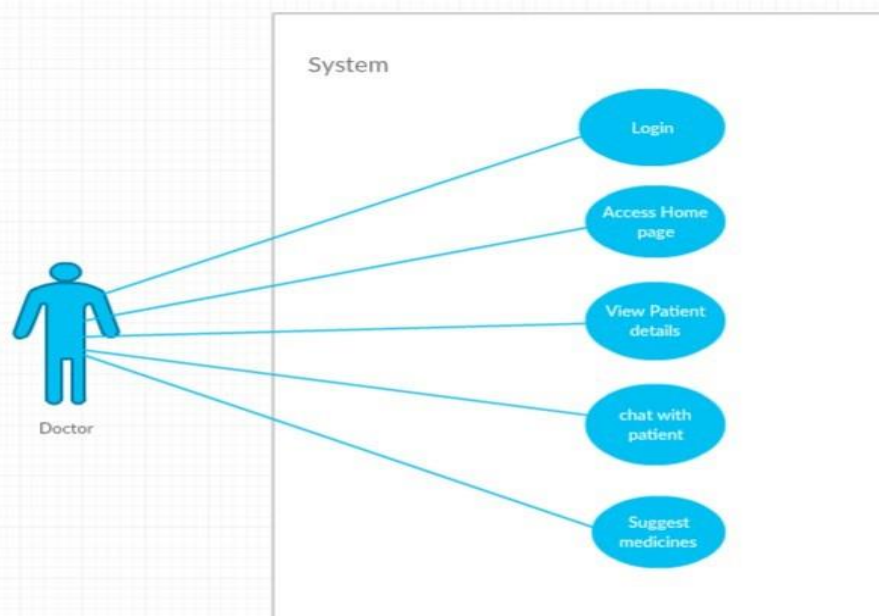 System
Login
Access Home
page
View Patient
details
chat with
patient
Suggest
medicines
Doctor